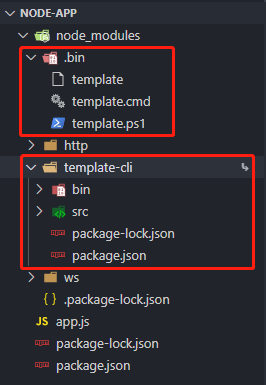 NODE-APP
node_modules
.bin
template
template.cmd
template.ps1
http
template-cli
bin
src
package-lock.json
package.json
ws
{ } .package-lock.json
JS app.js
package-lock.json
package.json